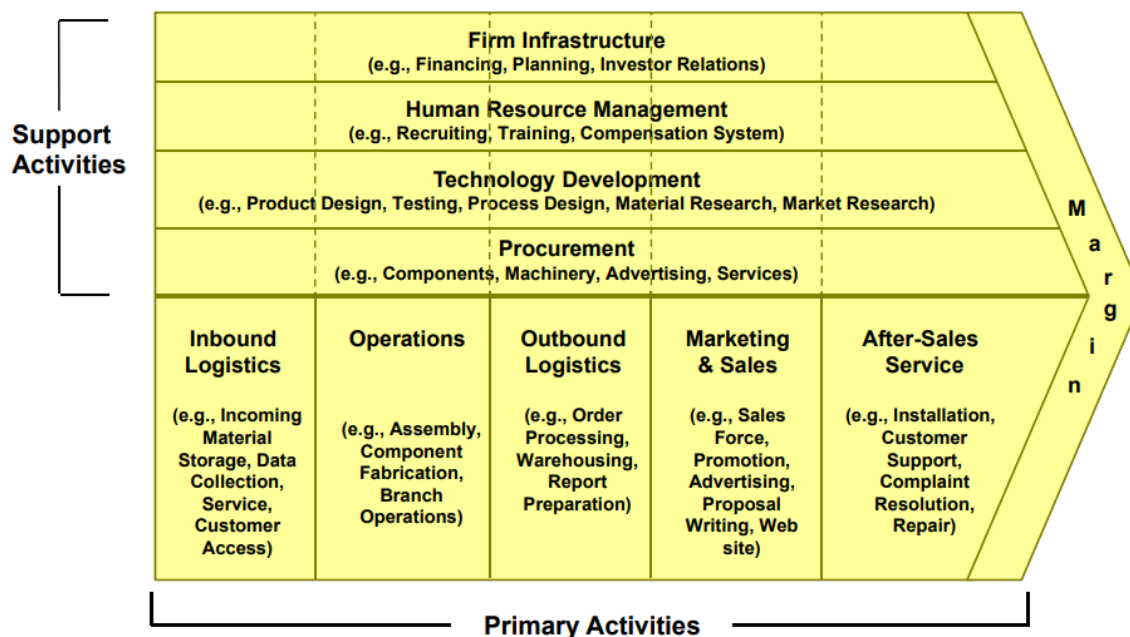 Support
Activities
Firm Infrastructure
(e.g., Financing, Planning, Investor Relations)
Human Resource Management
(e.g., Recruiting, Training, Compensation System)
Technology Development
(e.g., Product Design, Testing, Process Design, Material Research, Market Research)
Procurement
(e.g., Components, Machinery, Advertising, Services)
Margin
Inbound
Logistics
(e.g., Incoming
Material
Storage, Data
Collection,
Service,
Customer
Access)
Operations
(e.g., Assembly,
Component
Fabrication,
Branch
Operations)
Outbound
Logistics
(e.g., Order
Processing,
Warehousing,
Report
Preparation)
Marketing
& Sales
(e.g., Sales
Force,
Promotion,
Advertising,
Proposal
Writing, Web
site)
After-Sales
Service
(e.g., Installation,
Customer
Support,
Complaint
Resolution,
Repair)
Primary Activities